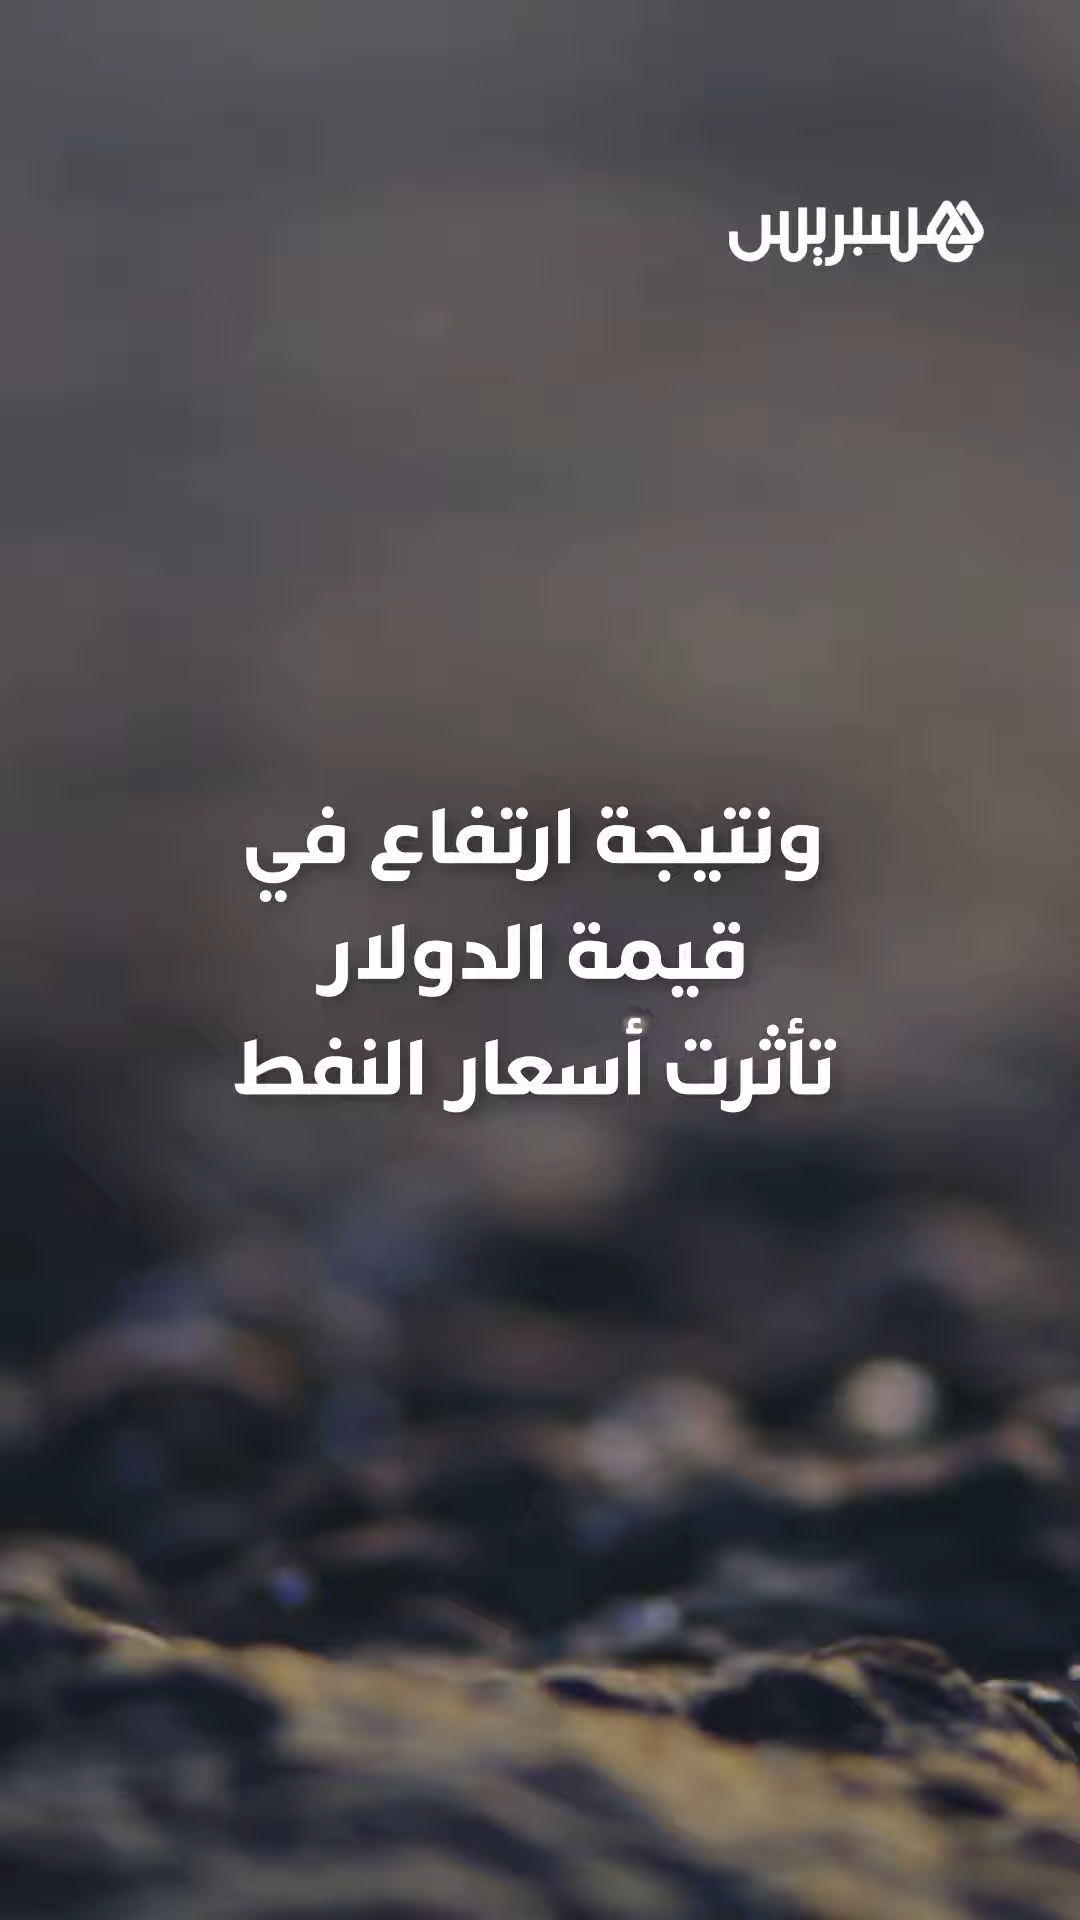 هسبريس
ونتيجة ارتفاع في
قيمة الدولار
تأثرت أسعار النفط